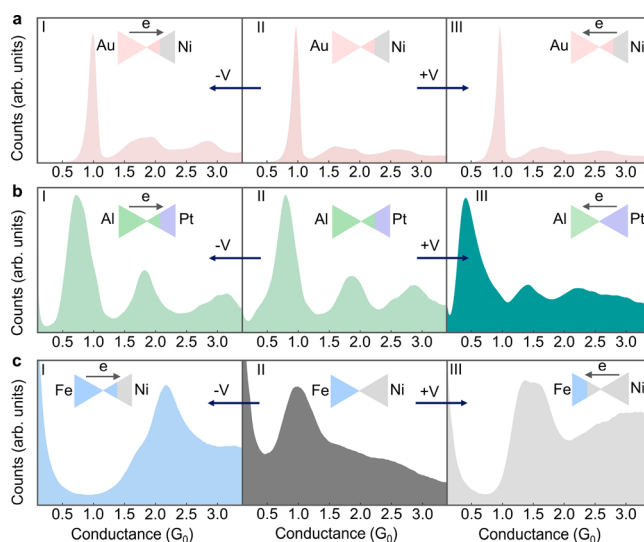 a
I
e
Au
Ni
-V
II
Au
Ni
+V
III
e
Au
Ni
Counts (arb. units)
0.5 1.0 1.5 2.0 2.5 3.0 0.5 1.0 1.5 2.0 2.5 3.0 0.5 1.0 1.5 2.0 2.5 3.0
b
I
e
Al
Pt
-V
II
Al
Pt
+V
III
e
Al
Pt
Counts (arb. units)
0.5 1.0 1.5 2.0 2.5 3.0 0.5 1.0 1.5 2.0 2.5 3.0 0.5 1.0 1.5 2.0 2.5 3.0
c
I
e
Fe
Ni
-V
II
Fe
Ni
+V
III
e
Fe
Ni
Counts (arb. units)
0.5 1.0 1.5 2.0 2.5 3.0 0.5 1.0 1.5 2.0 2.5 3.0 0.5 1.0 1.5 2.0 2.5 3.0
Conductance (G₀) Conductance (G₀) Conductance (G₀)